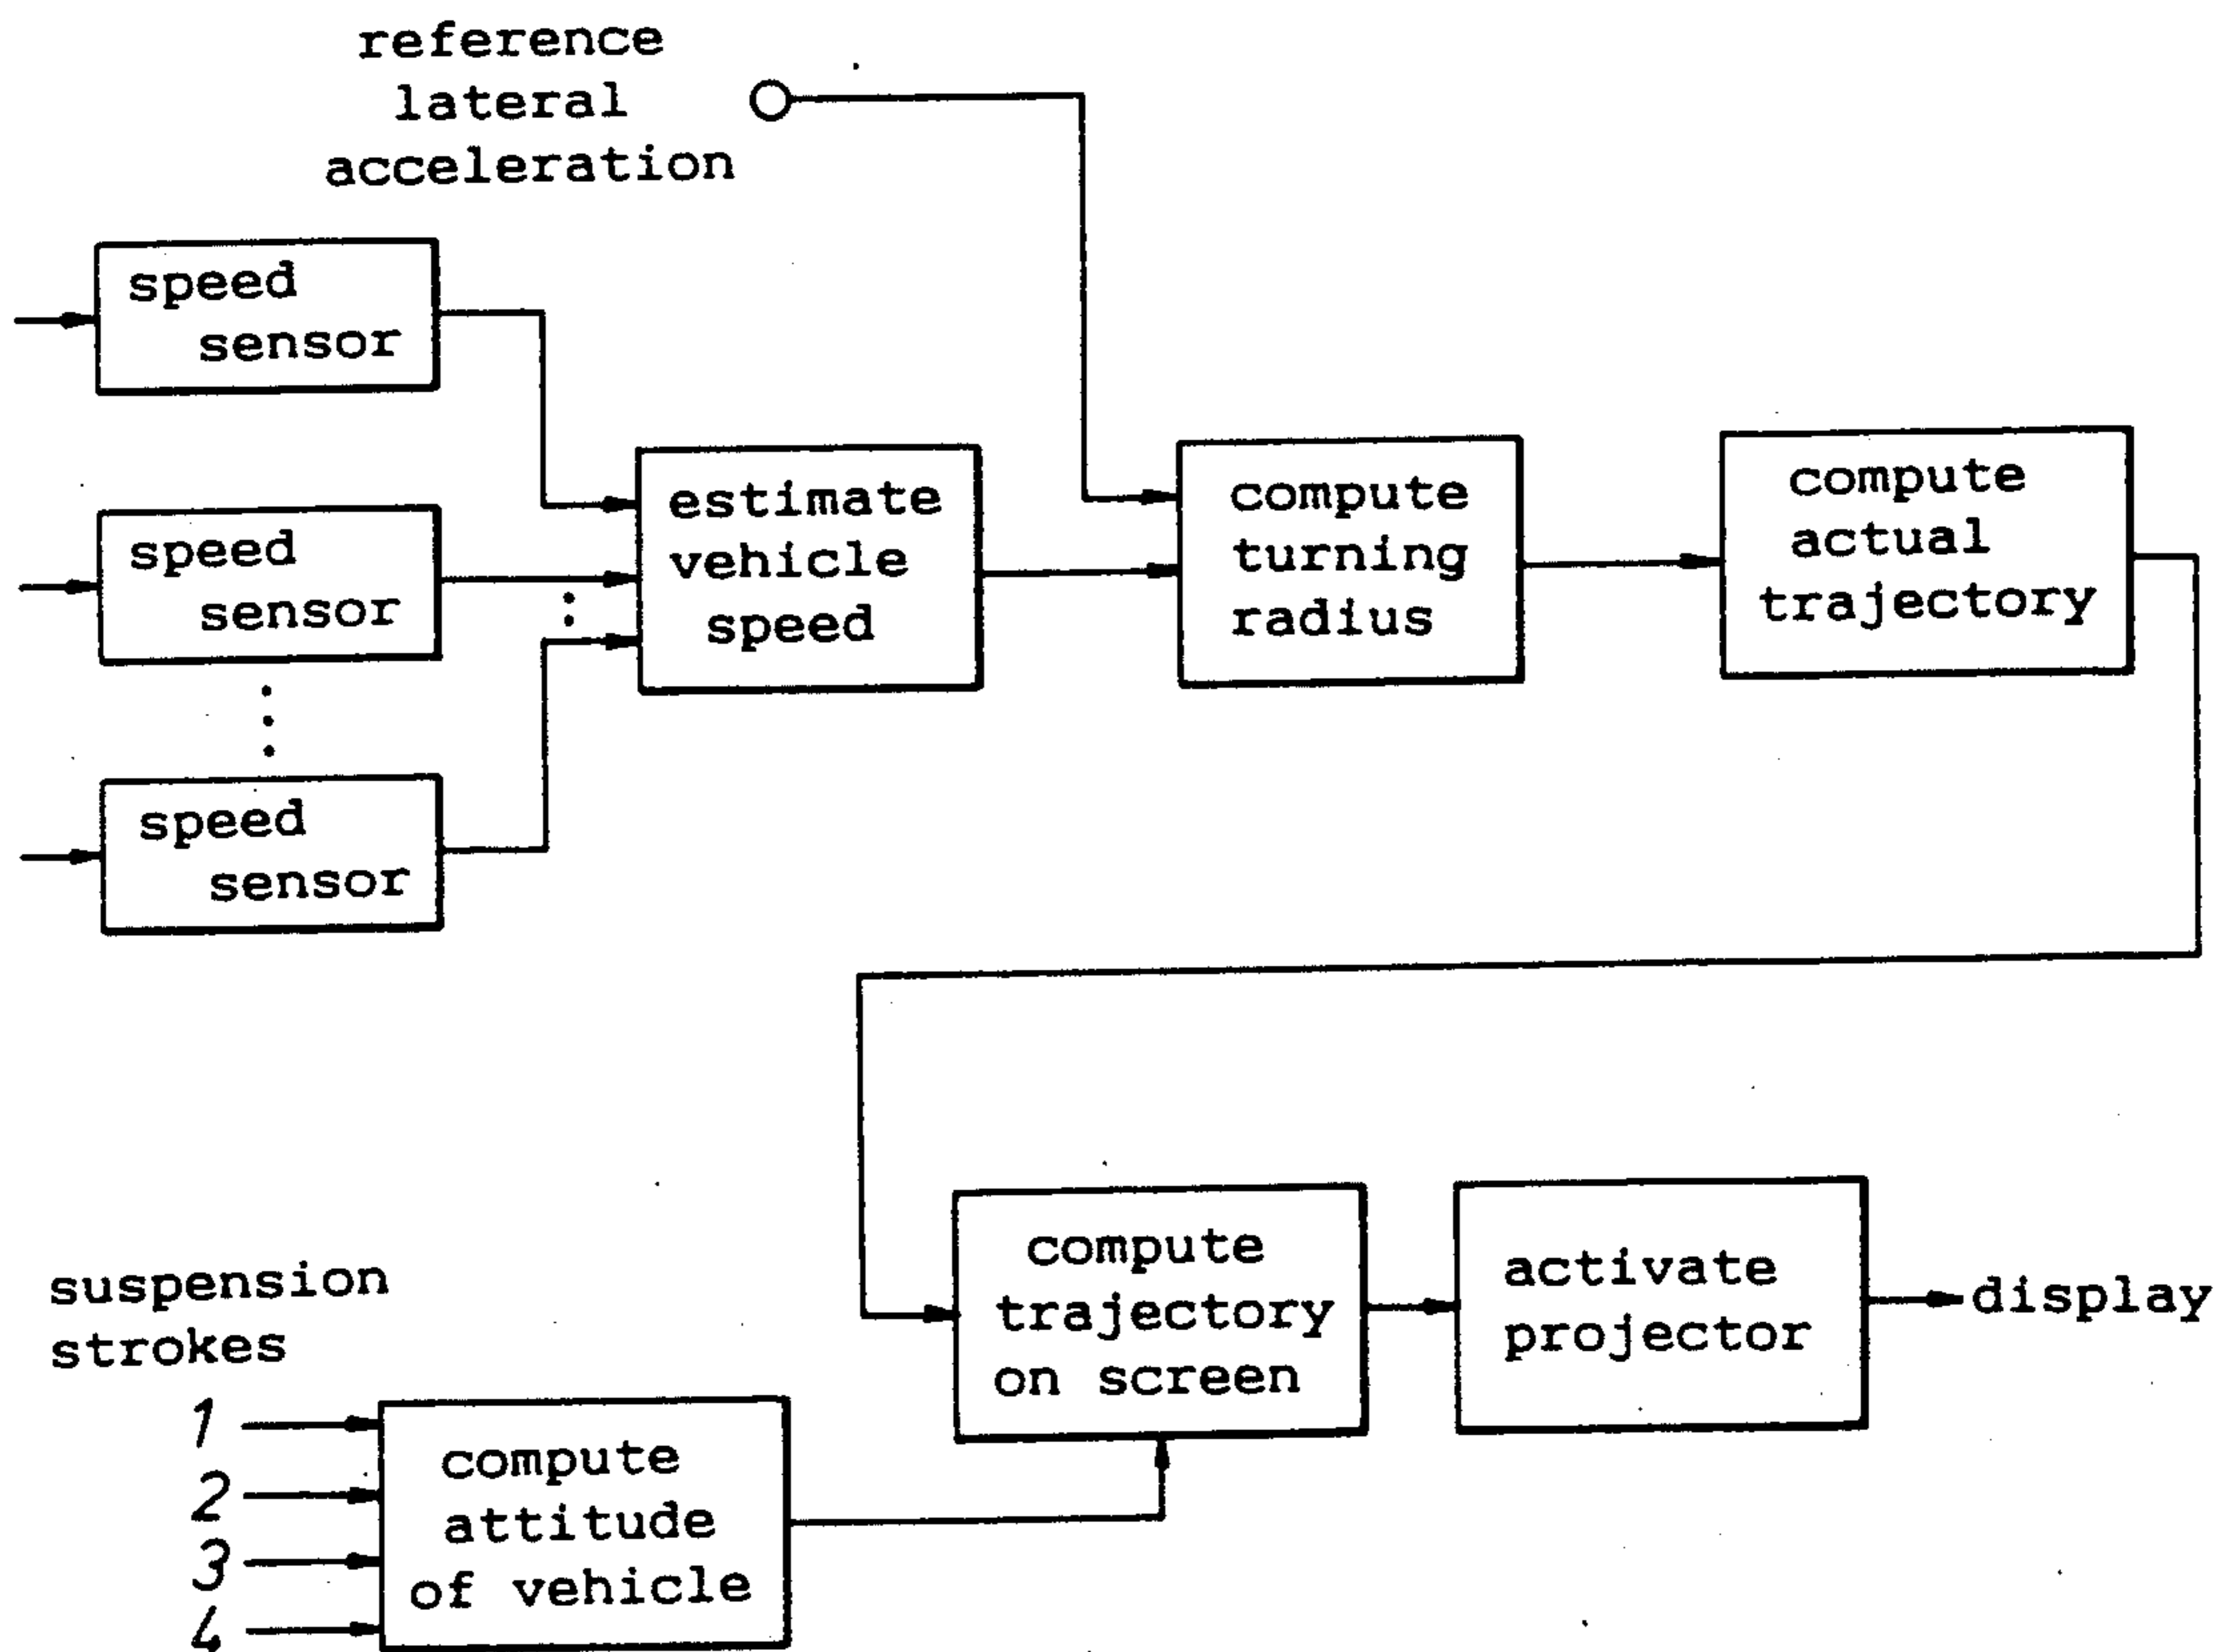 reference
lateral
acceleration
speed
sensor
speed
sensor
speed
sensor
estimate
vehicle
speed
compute
turning
radius
compute
actual
trajectory
suspension
strokes
1
2
3
4
compute
attitude
of vehicle
compute
trajectory
on screen
activate
projector
display